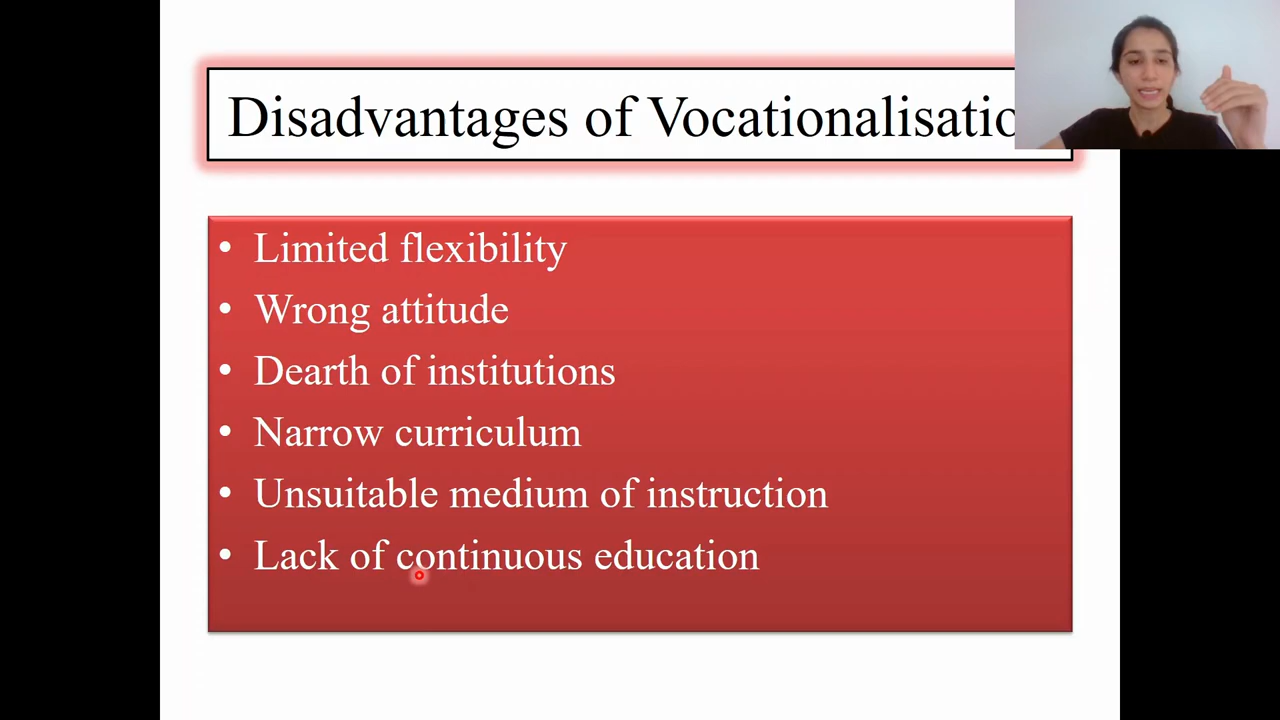 Disadvantages of Vocationalisatio
• Limited flexibility
• Wrong attitude
• Dearth of institutions
• Narrow curriculum
• Unsuitable medium of instruction
• Lack of continuous education